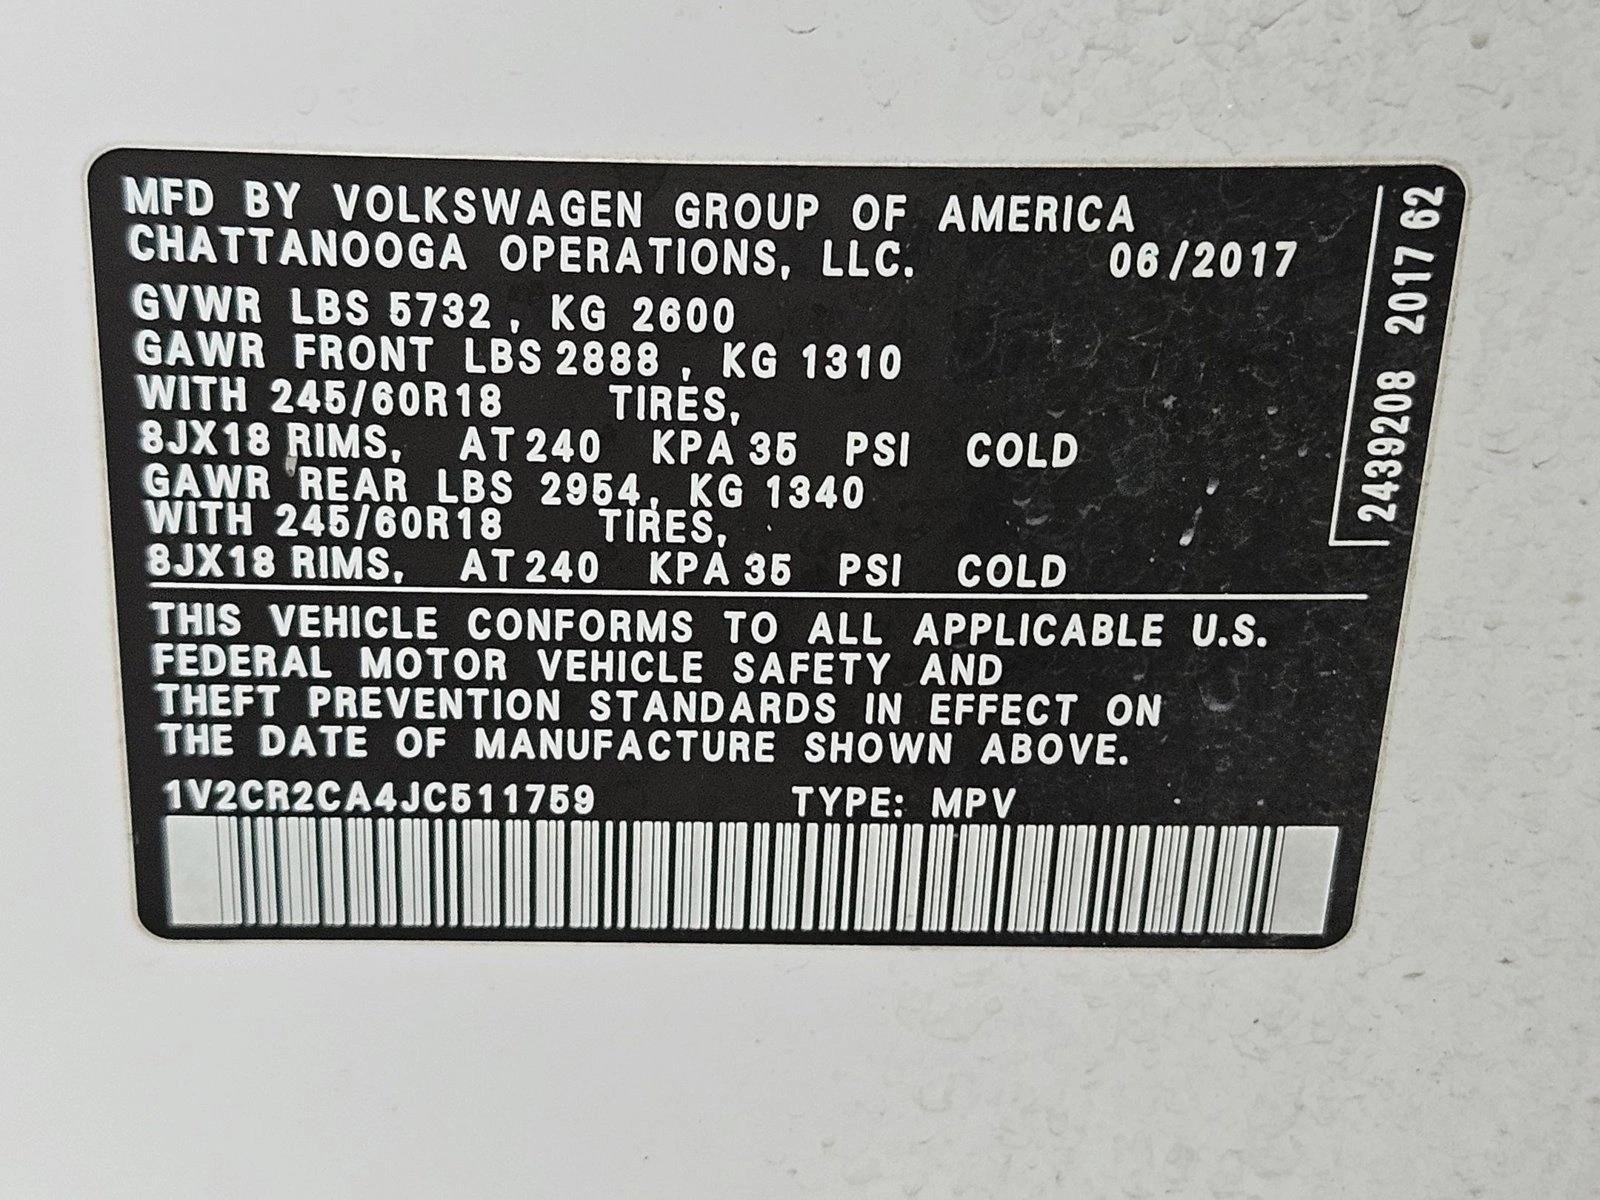 MFD BY VOLKSWAGEN GROUP OF AMERICA
CHATTANOOGA OPERATIONS, LLC. 06/2017
GVWR LBS 5732, KG 2600
GAWR FRONT LBS 2888, KG 1310
WITH 245/60R18 TIRES,
8JX18 RIMS, AT 240 KPA 35 PSI COLD
GAWR REAR LBS 2954, KG 1340
WITH 245/60R18 TIRES,
8JX18 RIMS, AT 240 KPA 35 PSI COLD
THIS VEHICLE CONFORMS TO ALL APPLICABLE U.S.
FEDERAL MOTOR VEHICLE SAFETY AND
THEFT PREVENTION STANDARDS IN EFFECT ON
THE DATE OF MANUFACTURE SHOWN ABOVE.
1V2CR2CA4JC511759 TYPE: MPV
2439208 2017 62